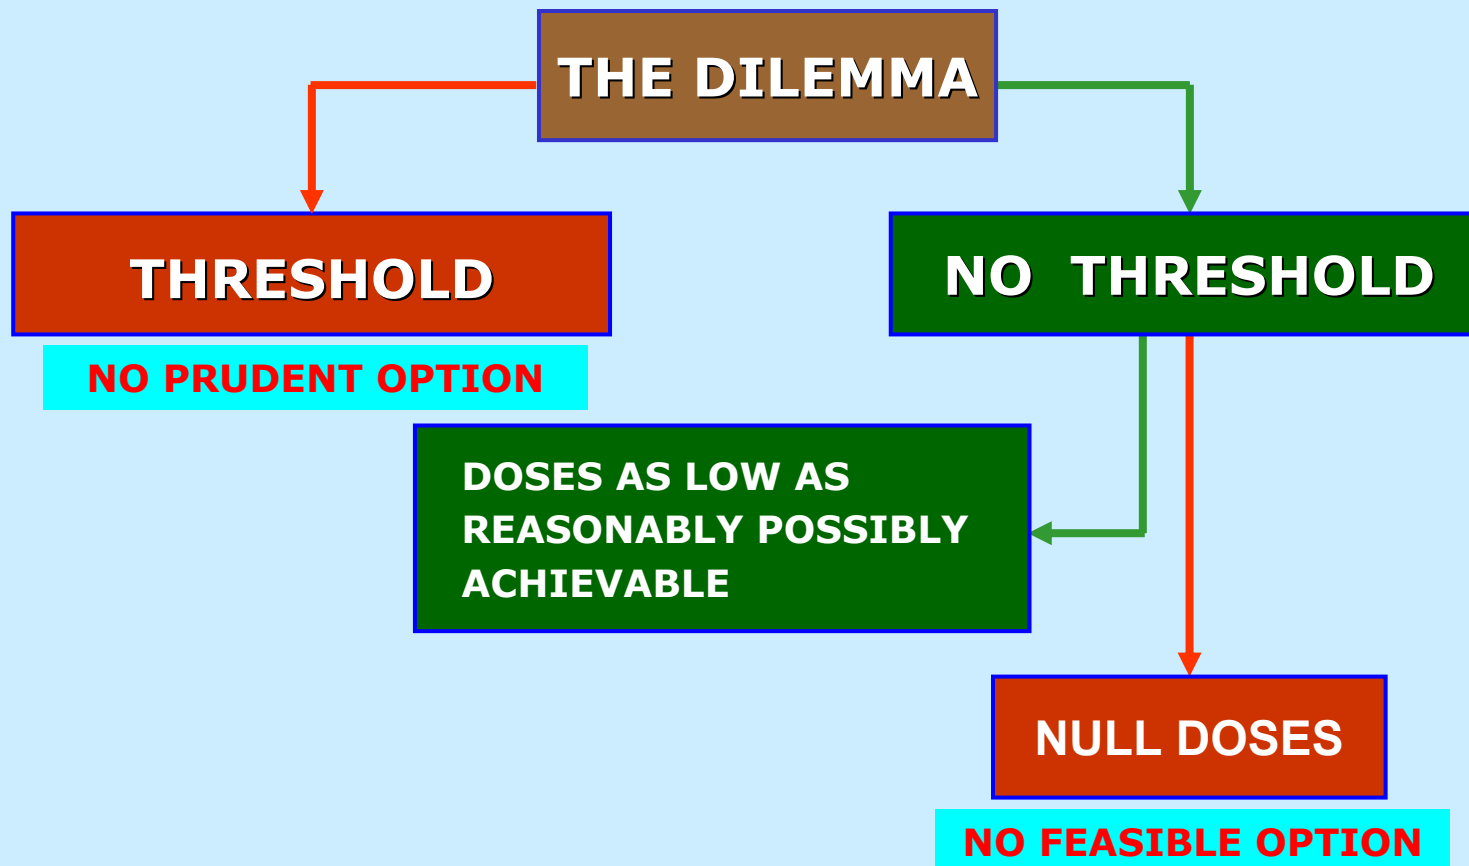 THE DILEMMA
THRESHOLD
NO THRESHOLD
NO PRUDENT OPTION
DOSES AS LOW AS
REASONABLY POSSIBLY
ACHIEVABLE
NULL DOSES
NO FEASIBLE OPTION